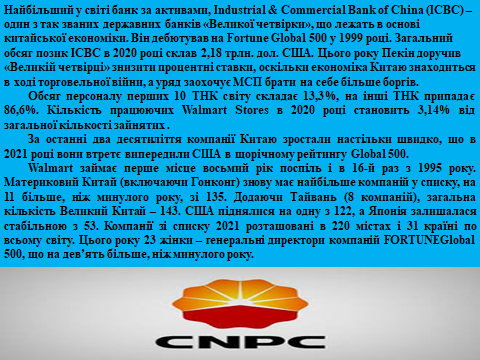 Найбільший у світі банк за активами, Industrial & Commercial Bank of China (ICBC) –
один з так званих державних банків «Великої четвірки», що лежать в основі
китайської економіки. Він дебютував на Fortune Global 500 у 1999 році. Загальний
обсяг позик ICBC в 2020 році склав 2,18 трлн. дол. США. Цього року Пекін доручив
«Великій четвірці» знизити процентні ставки, оскільки економіка Китаю знаходиться
в ході торговельної війни, а уряд заохочує МСП брати на себе більше боргів.
Обсяг персоналу перших 10 ТНК світу складає 13,3%, на інші ТНК припадає
86,6%. Кількість працюючих Walmart Stores в 2020 році становить 3,14% від
загальної кількості зайнятих .
За останні два десятиліття компанії Китаю зростали настільки швидко, що в
2021 році вони втретє випередили США в щорічному рейтингу Global 500.
Walmart займає перше місце восьмий рік поспіль і в 16-й раз з 1995 року.
Материковий Китай (включаючи Гонконг) знову має найбільше компаній у списку, на
11 більше, ніж минулого року, зі 135. Додаючи Тайвань (8 компаній), загальна
кількість Великий Китай – 143. США піднялися на одну з 122, а Японія залишалася
стабільною з 53. Компанії зі списку 2021 розташовані в 220 містах і 31 країні по
всьому світу. Цього року 23 жінки – генеральні директори компаній FORTUNEGlobal
500, що на дев'ять більше, ніж минулого року.
CNPC